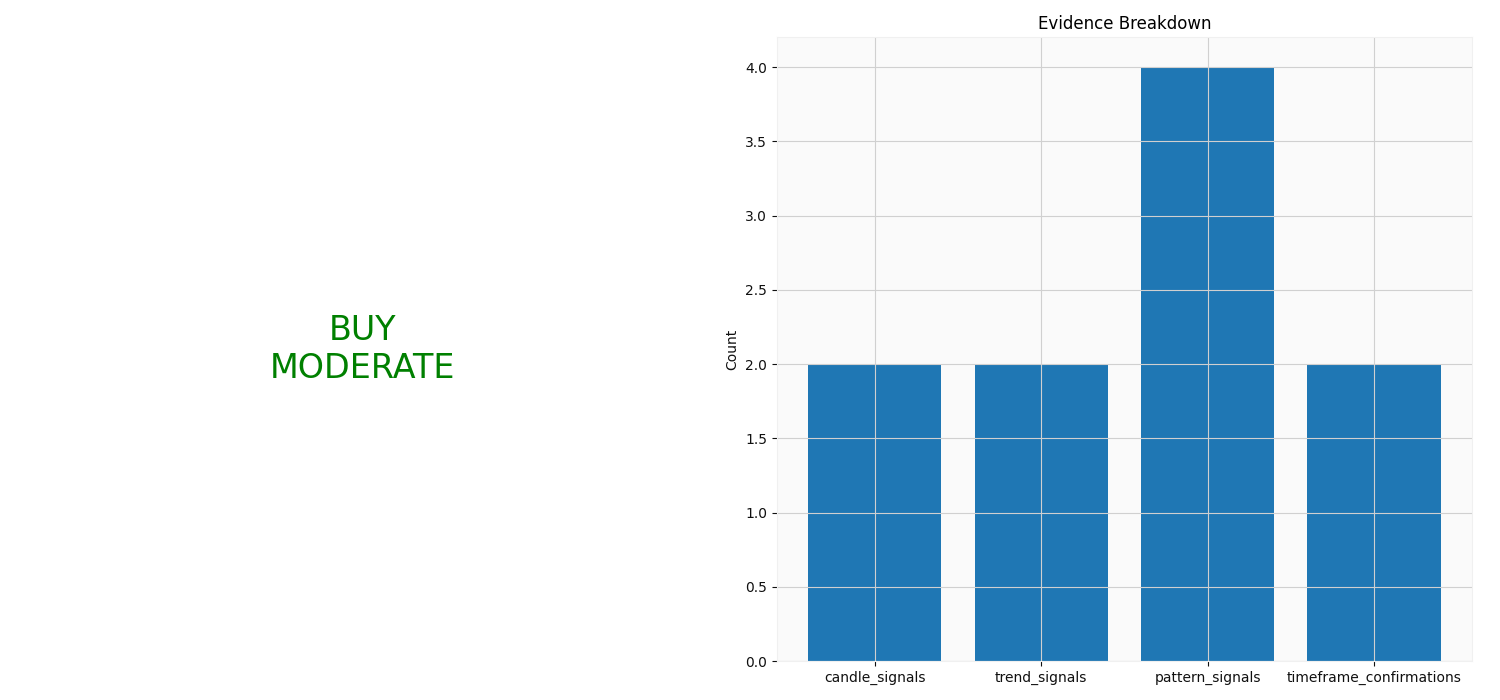 BUY
MODERATE
Evidence Breakdown
Count
4.0
3.5
3.0
2.5
2.0
1.5
1.0
0.5
0.0
candle_signals
trend_signals
pattern_signals
timeframe_confirmations